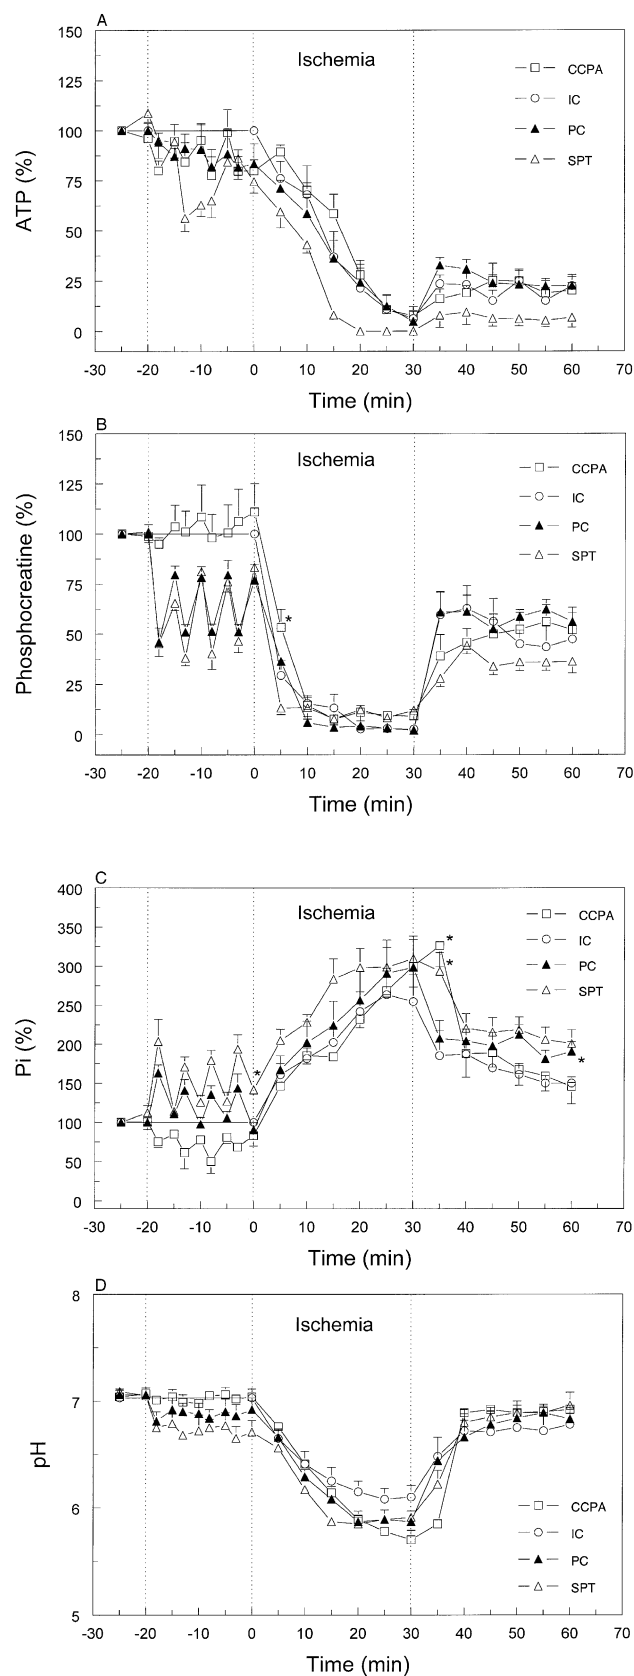 A
150
125
100
75
50
25
0
ATP (%)
Ischemia
CCPA
IC
PC
SPT
-30 -20 -10 0 10 20 30 40 50 60 70
Time (min)
B
150
125
100
75
50
25
0
Phosphocreatine (%)
Ischemia
CCPA
IC
PC
SPT
*
-30 -20 -10 0 10 20 30 40 50 60 70
Time (min)
C
400
350
300
250
200
150
100
50
0
Pi (%)
Ischemia
CCPA
IC
PC
SPT
*
*
*
*
-30 -20 -10 0 10 20 30 40 50 60 70
Time (min)
D
8
7
6
5
pH
Ischemia
CCPA
IC
PC
SPT
-30 -20 -10 0 10 20 30 40 50 60 70
Time (min)